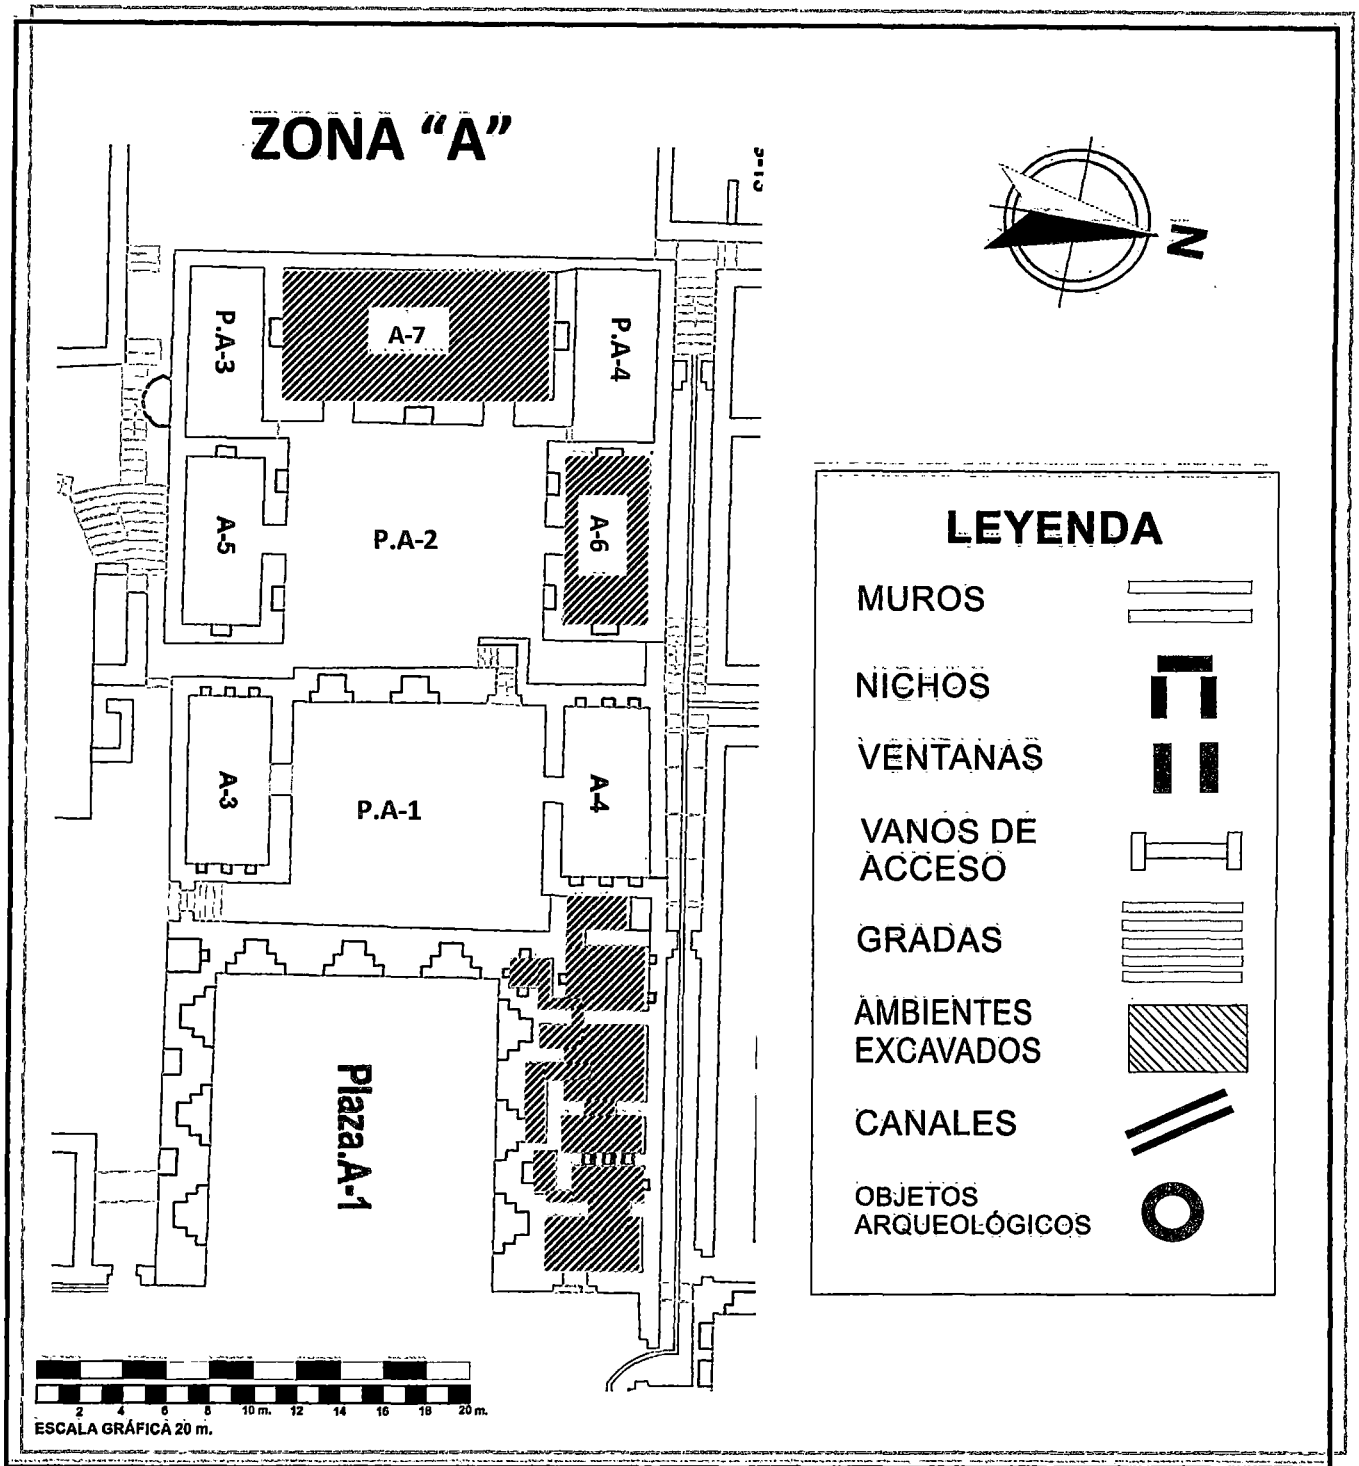 ZONA “A”
N
P.A-3
A-7
P.A-4
A-5
P.A-2
A-6
A-3
P.A-1
A-4
Plaza.A-1
LEYENDA
MUROS
NICHOS
VENTANAS
VANOS DE
ACCESO
GRADAS
AMBIENTES
EXCAVADOS
CANALES
OBJETOS
ARQUEOLÓGICOS
2 4 6 8 10 m. 12 14 16 18 20 m.
ESCALA GRÁFICA 20 m.